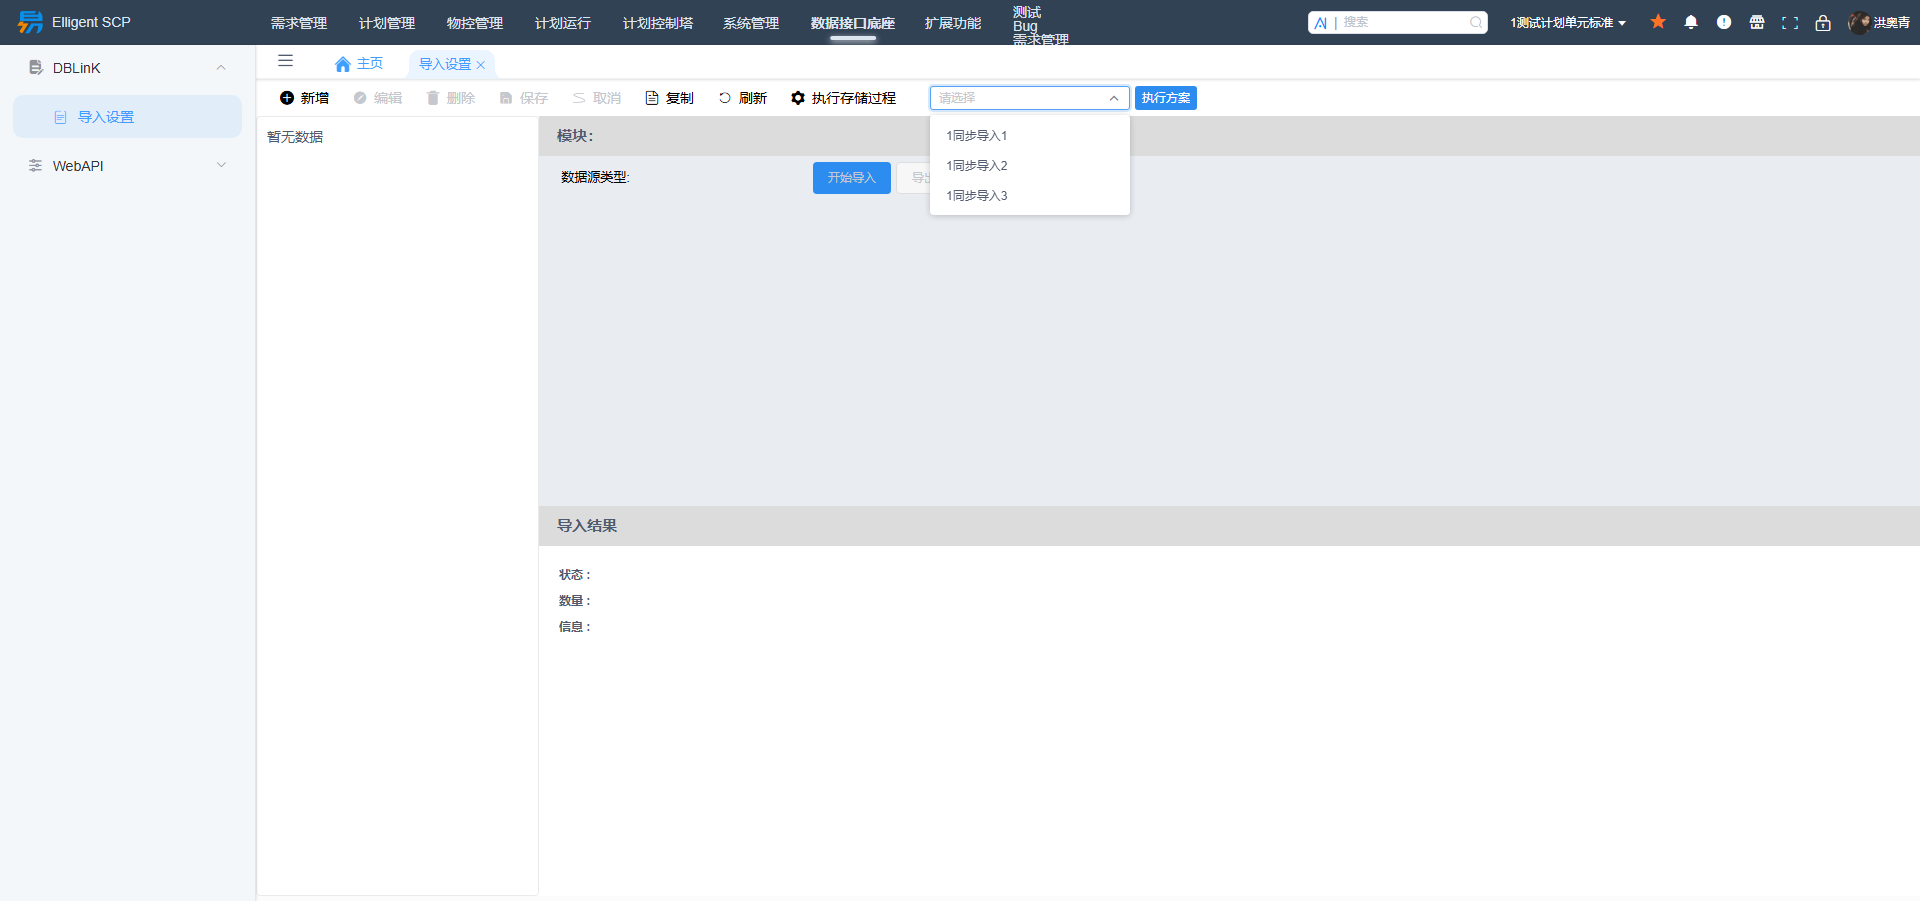 易 Elligent SCP
需求管理 计划管理 物控管理 计划运行 计划控制塔 系统管理 数据接口底座 扩展功能
测试
Bug
需求管理
AI | 搜索
1测试计划单元标准
洪奥青
DBLinK
导入设置
WebAPI
主页 导入设置
新增 编辑 删除 保存 取消 复制 刷新 执行存储过程 请选择 执行方案
暂无数据
模块:
1同步导入1
1同步导入2
1同步导入3
数据源类型: 开始导入 导出
导入结果
状态 :
数量 :
信息 :